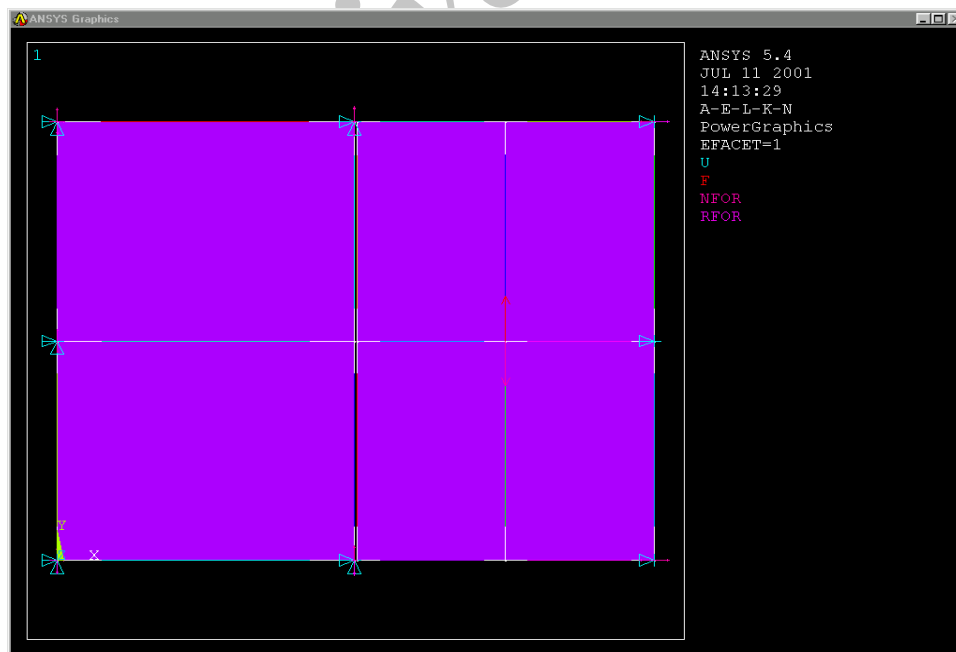 ANSYS Graphics
1
ANSYS 5.4
JUL 11 2001
14:13:29
A-E-L-K-N
PowerGraphics
EFACET=1
U
F
NFOR
RFOR
Y
X